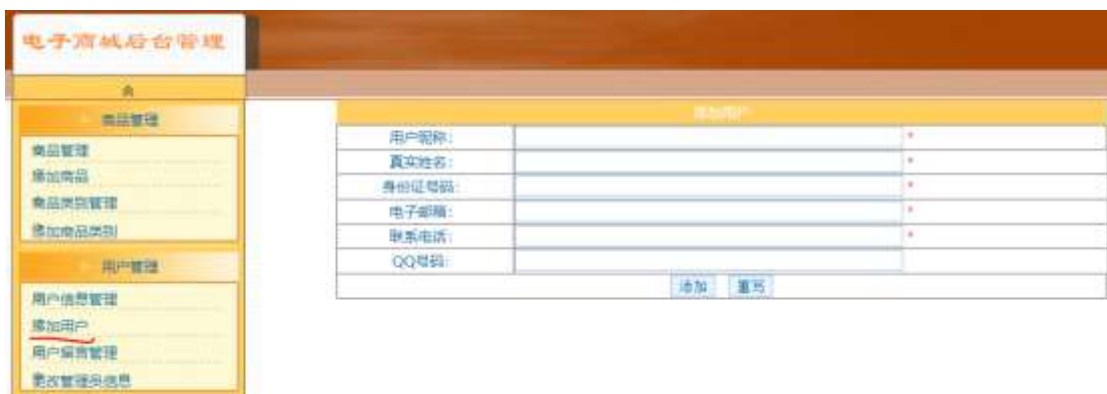 电子商城后台管理
商品管理
商品管理
添加商品
商品类别管理
添加商品类别
用户管理
用户信息管理
添加用户
用户留言管理
更改管理员信息
添加用户
用户昵称: *
真实姓名: *
身份证号码: *
电子邮箱: *
联系电话: *
QQ号码:
添加 重写